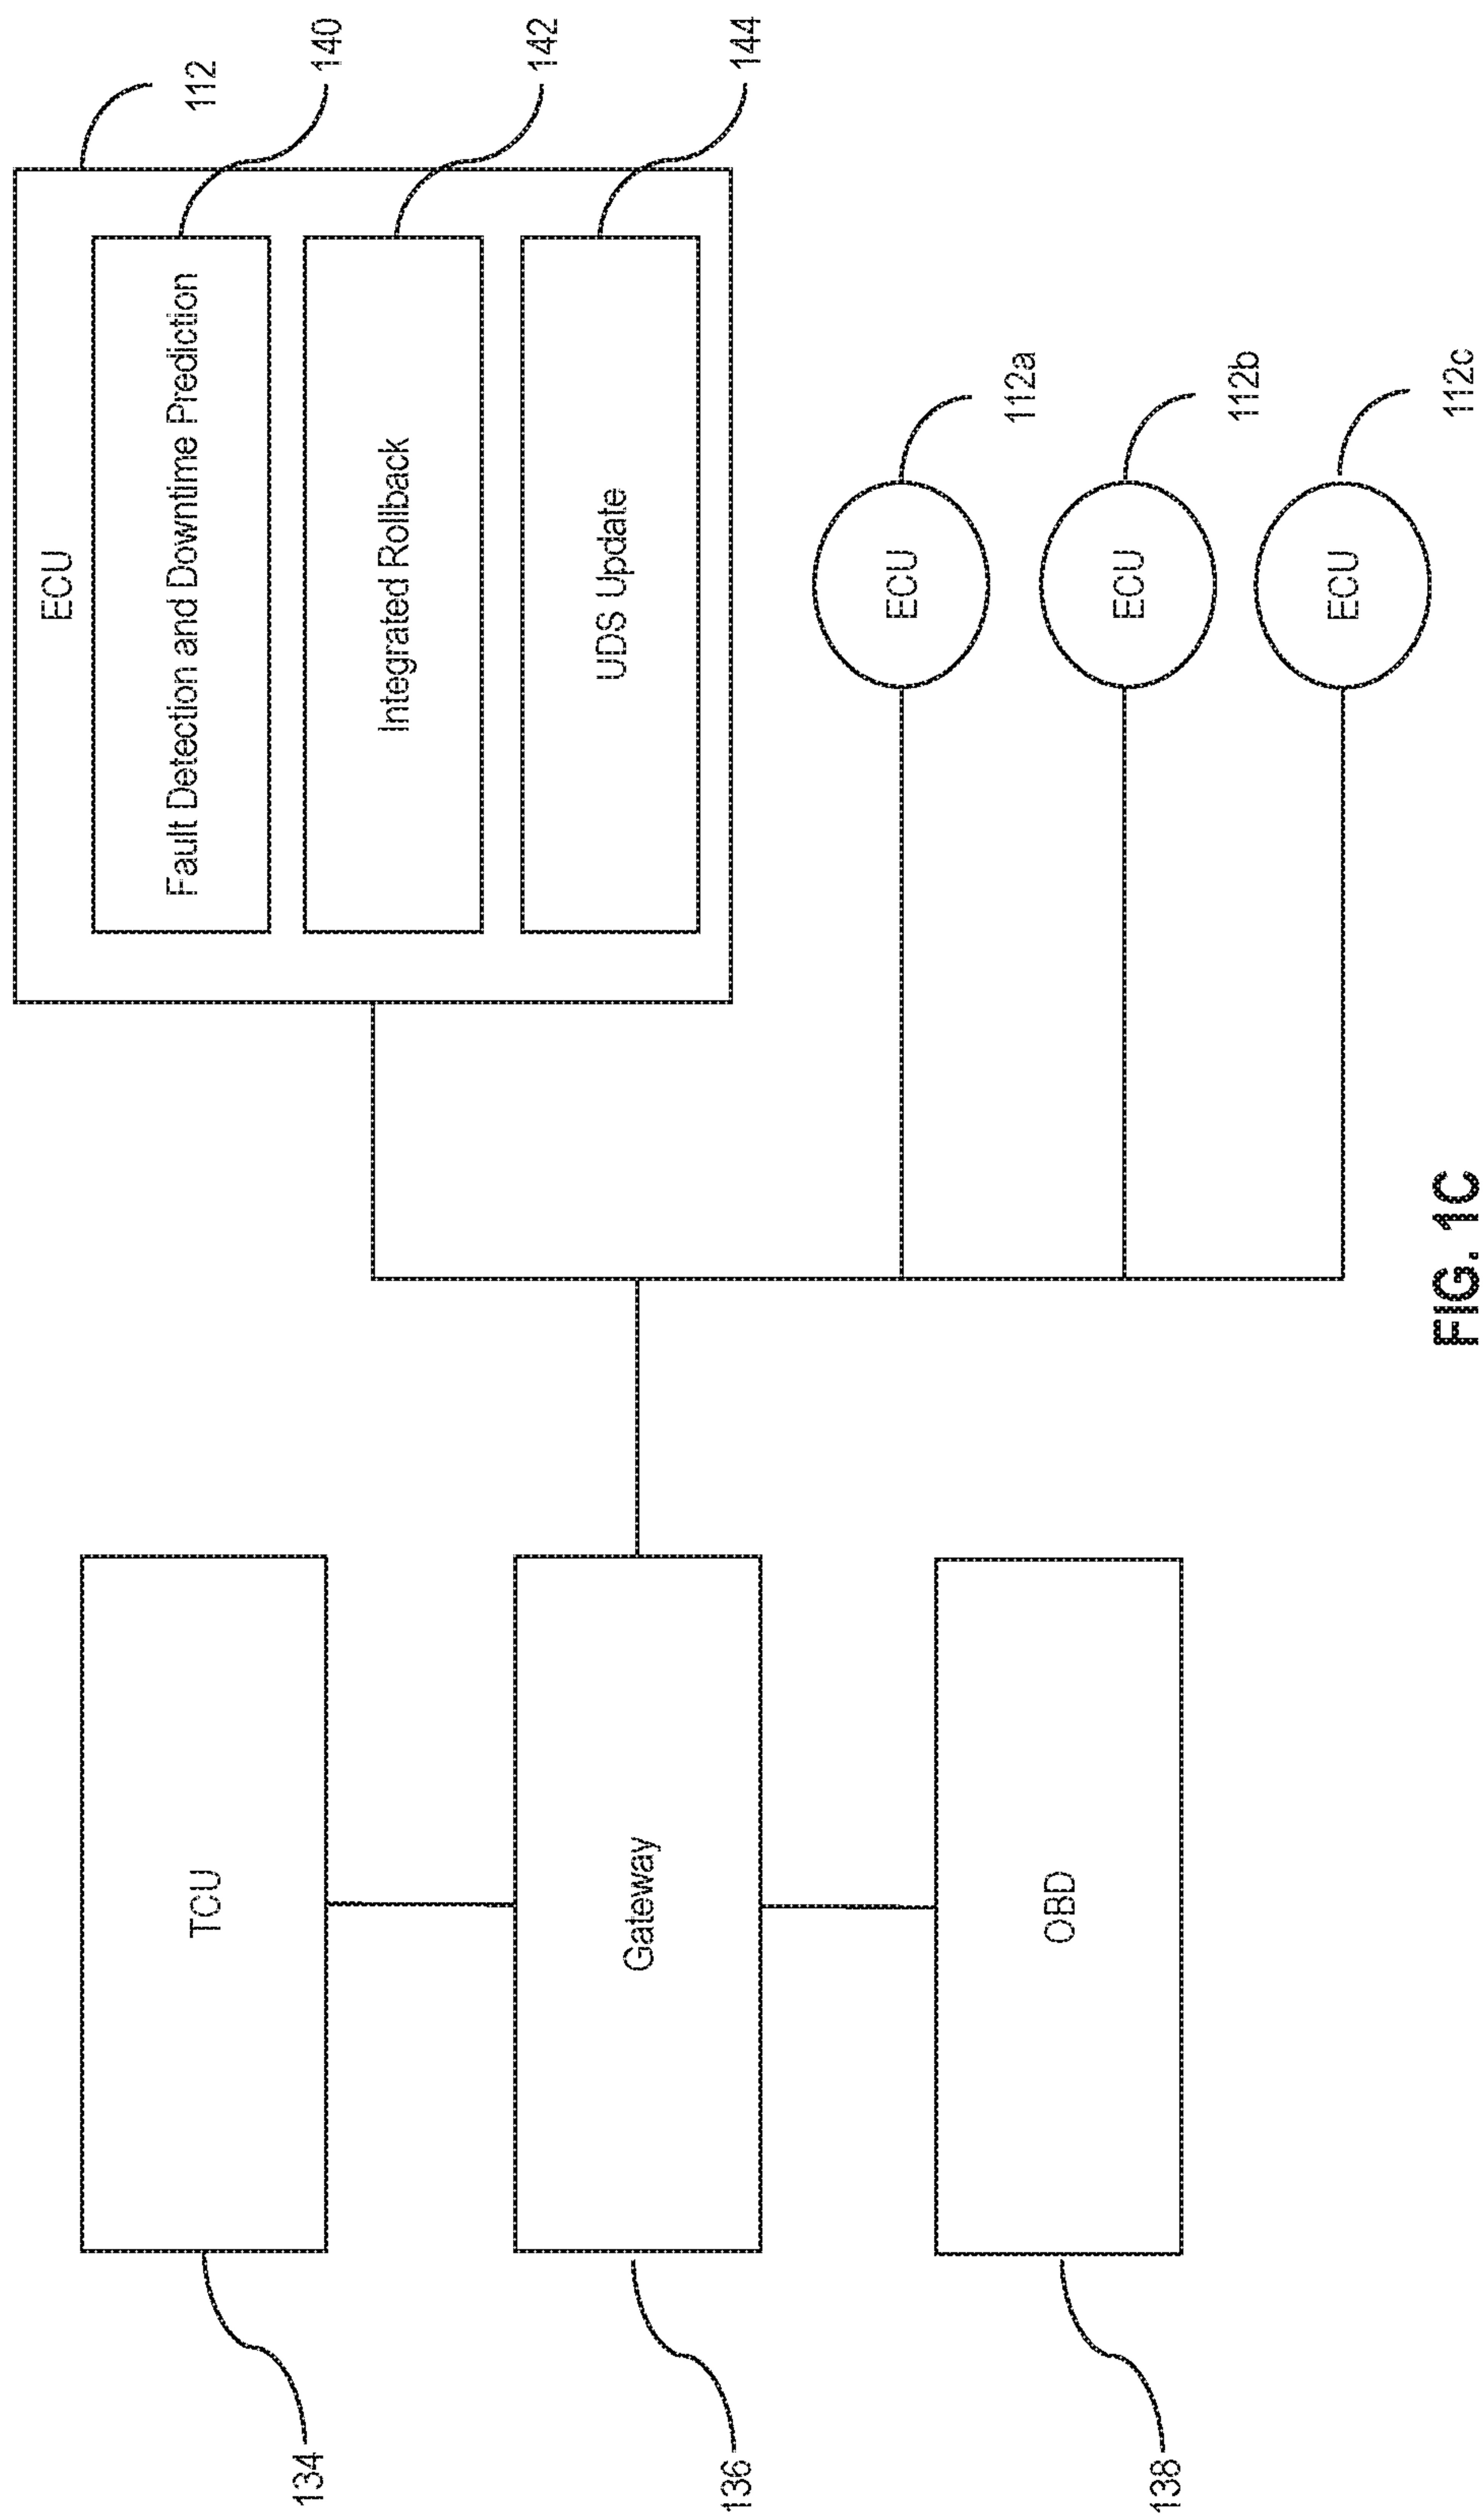 134
TCU
136
Gateway
138
OBD
ECU
112
Fault Detection and Downtime Prediction
140
Integrated Rollback
142
UDS Update
144
ECU
112a
ECU
112b
ECU
112c
FIG. 1C